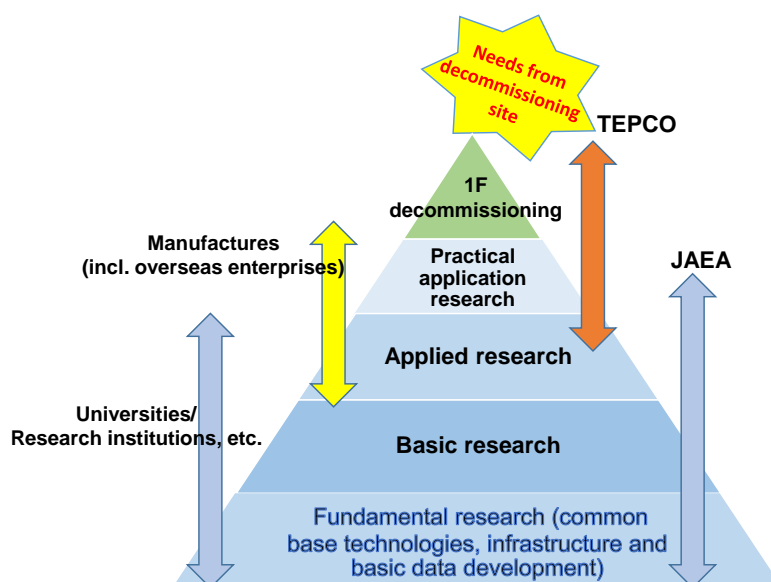 Needs from
decommissioning
site
TEPCO
1F
decommissioning
Manufactures
(incl. overseas enterprises)
Practical
application
research
JAEA
Applied research
Universities/
Research institutions, etc.
Basic research
Fundamental research (common
base technologies, infrastructure and
basic data development)